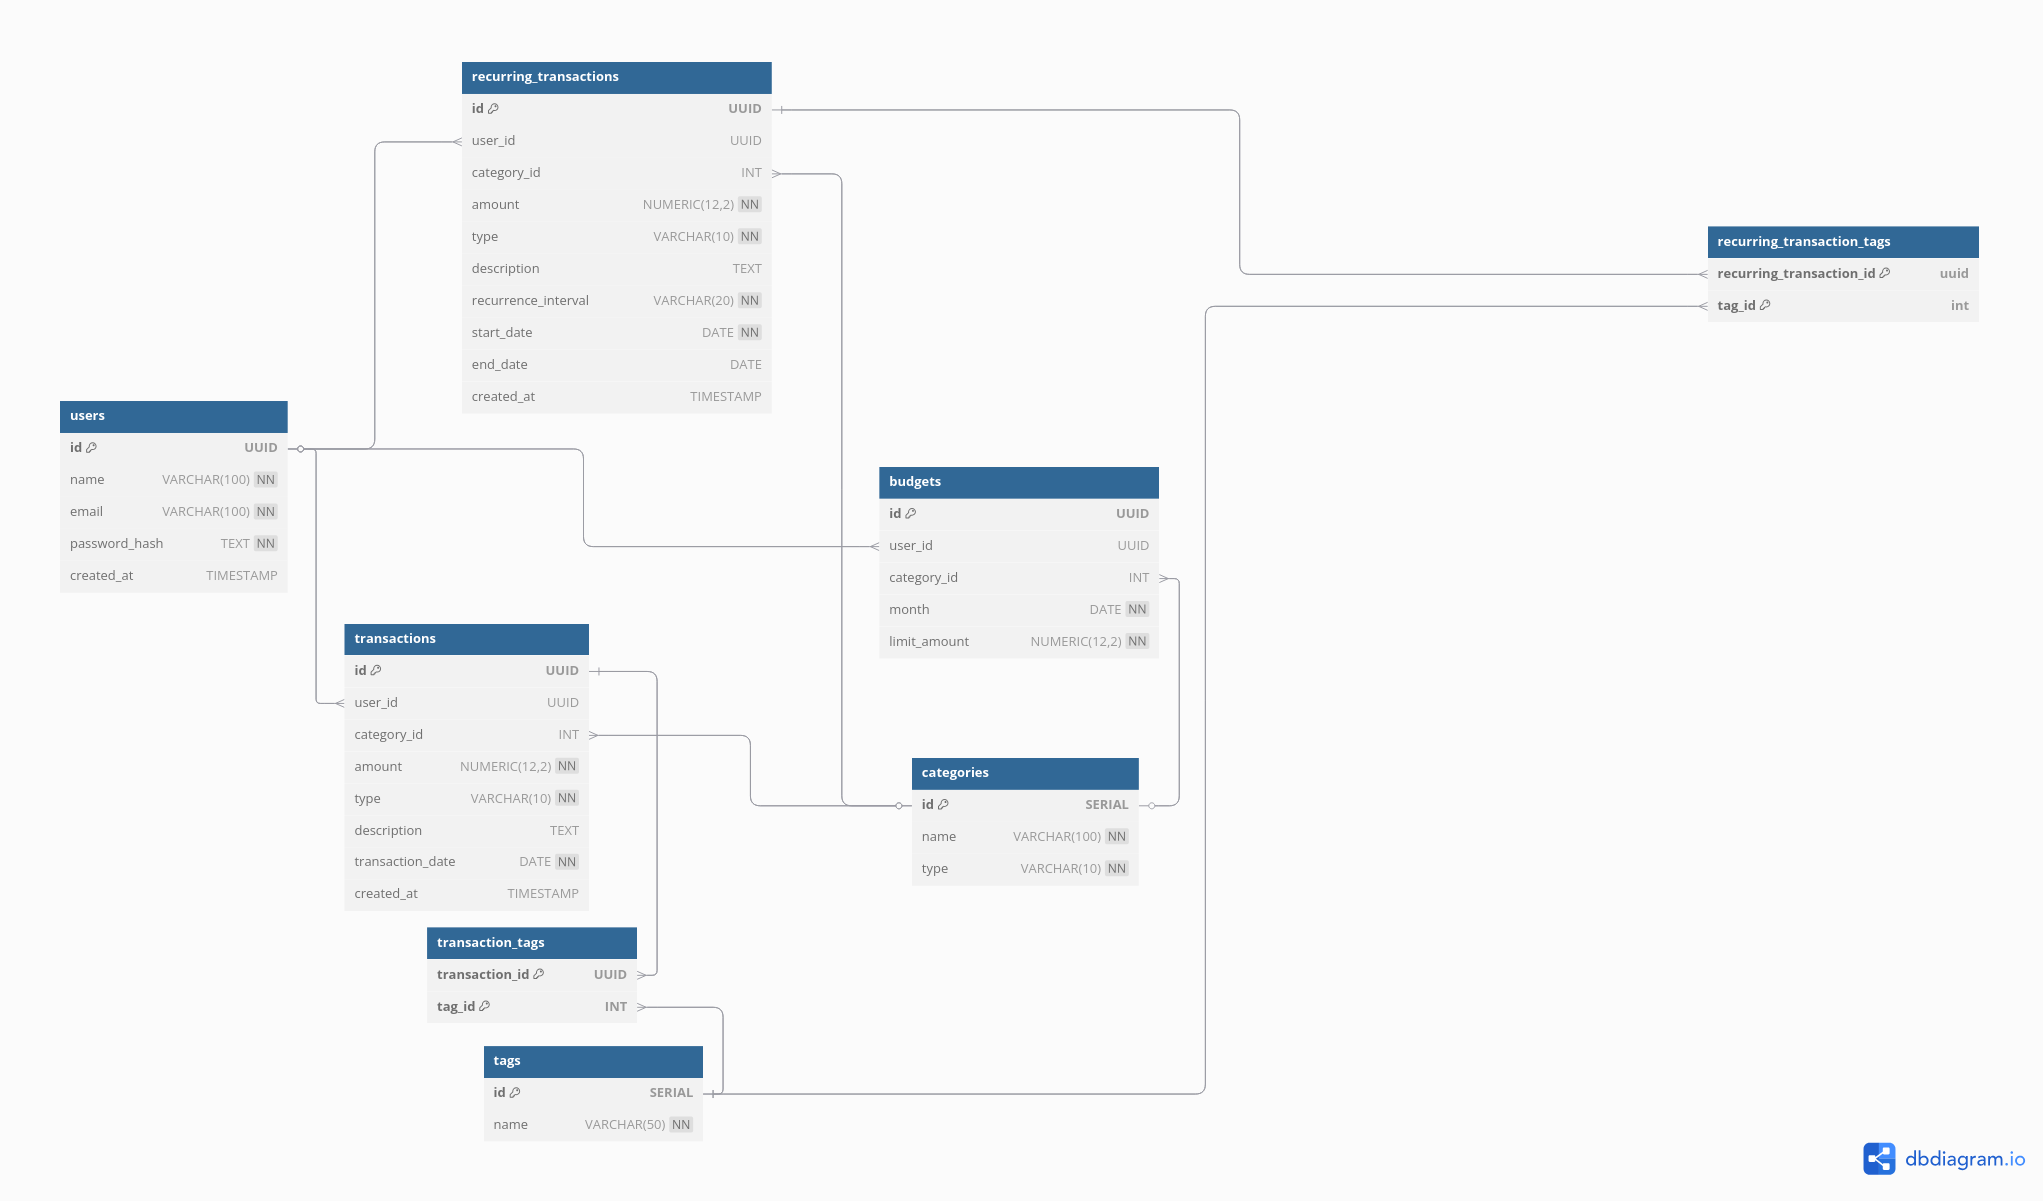 recurring_transactions
id UUID
user_id UUID
category_id INT
amount NUMERIC(12,2) NN
type VARCHAR(10) NN
description TEXT
recurrence_interval VARCHAR(20) NN
start_date DATE NN
end_date DATE
created_at TIMESTAMP
recurring_transaction_tags
recurring_transaction_id uuid
tag_id int
users
id UUID
name VARCHAR(100) NN
email VARCHAR(100) NN
password_hash TEXT NN
created_at TIMESTAMP
budgets
id UUID
user_id UUID
category_id INT
month DATE NN
limit_amount NUMERIC(12,2) NN
transactions
id UUID
user_id UUID
category_id INT
amount NUMERIC(12,2) NN
type VARCHAR(10) NN
description TEXT
transaction_date DATE NN
created_at TIMESTAMP
categories
id SERIAL
name VARCHAR(100) NN
type VARCHAR(10) NN
transaction_tags
transaction_id UUID
tag_id INT
tags
id SERIAL
name VARCHAR(50) NN
dbdiagram.io